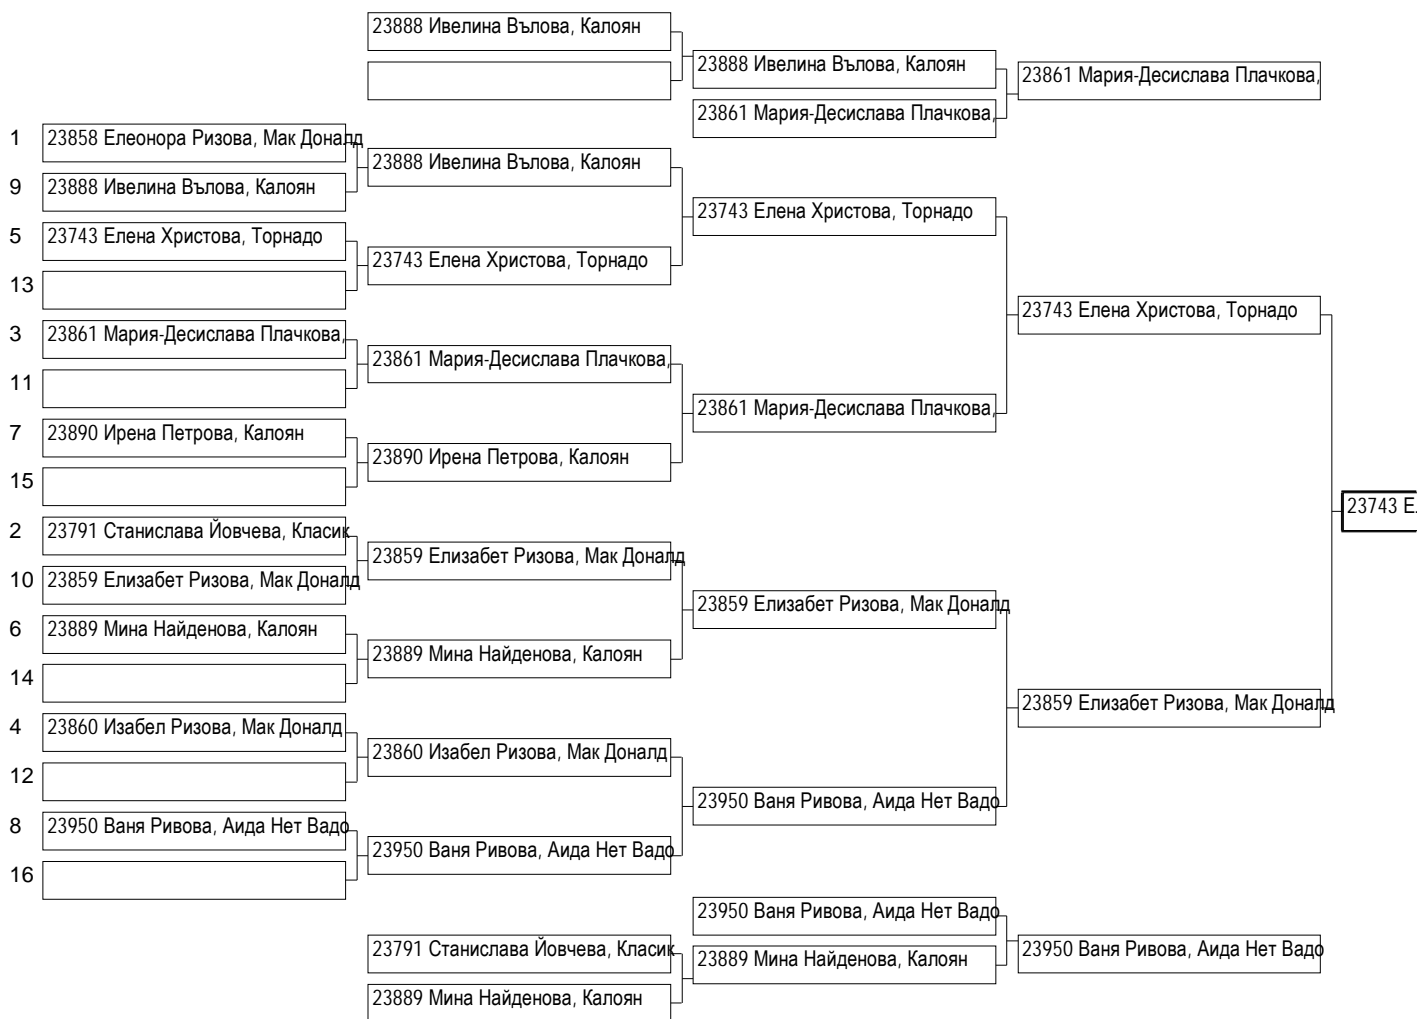 23888 Ивелина Вълова, Калоян
23888 Ивелина Вълова, Калоян
23861 Мария-Десислава Плачкова,
23861 Мария-Десислава Плачкова,
1 23858 Елеонора Ризова, Мак Доналд
23888 Ивелина Вълова, Калоян
9 23888 Ивелина Вълова, Калоян
23743 Елена Христова, Торнадо
5 23743 Елена Христова, Торнадо
23743 Елена Христова, Торнадо
13
23743 Елена Христова, Торнадо
3 23861 Мария-Десислава Плачкова,
23861 Мария-Десислава Плачкова,
11
23861 Мария-Десислава Плачкова,
7 23890 Ирена Петрова, Калоян
23890 Ирена Петрова, Калоян
15
23743 Е.
2 23791 Станислава Йовчева, Класик
23859 Елизабет Ризова, Мак Доналд
10 23859 Елизабет Ризова, Мак Доналд
23859 Елизабет Ризова, Мак Доналд
6 23889 Мина Найденова, Калоян
23889 Мина Найденова, Калоян
14
23859 Елизабет Ризова, Мак Доналд
4 23860 Изабел Ризова, Мак Доналд
23860 Изабел Ризова, Мак Доналд
12
23950 Ваня Ривова, Аида Нет Вадо
8 23950 Ваня Ривова, Аида Нет Вадо
23950 Ваня Ривова, Аида Нет Вадо
16
23950 Ваня Ривова, Аида Нет Вадо
23791 Станислава Йовчева, Класик
23889 Мина Найденова, Калоян
23950 Ваня Ривова, Аида Нет Вадо
23889 Мина Найденова, Калоян